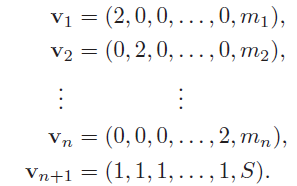 v₁ = (2, 0, 0, . . . , 0, m₁),
v₂ = (0, 2, 0, . . . , 0, m₂),
⋮ ⋮
vₙ = (0, 0, 0, . . . , 2, mₙ),
vₙ₊₁ = (1, 1, 1, . . . , 1, S).